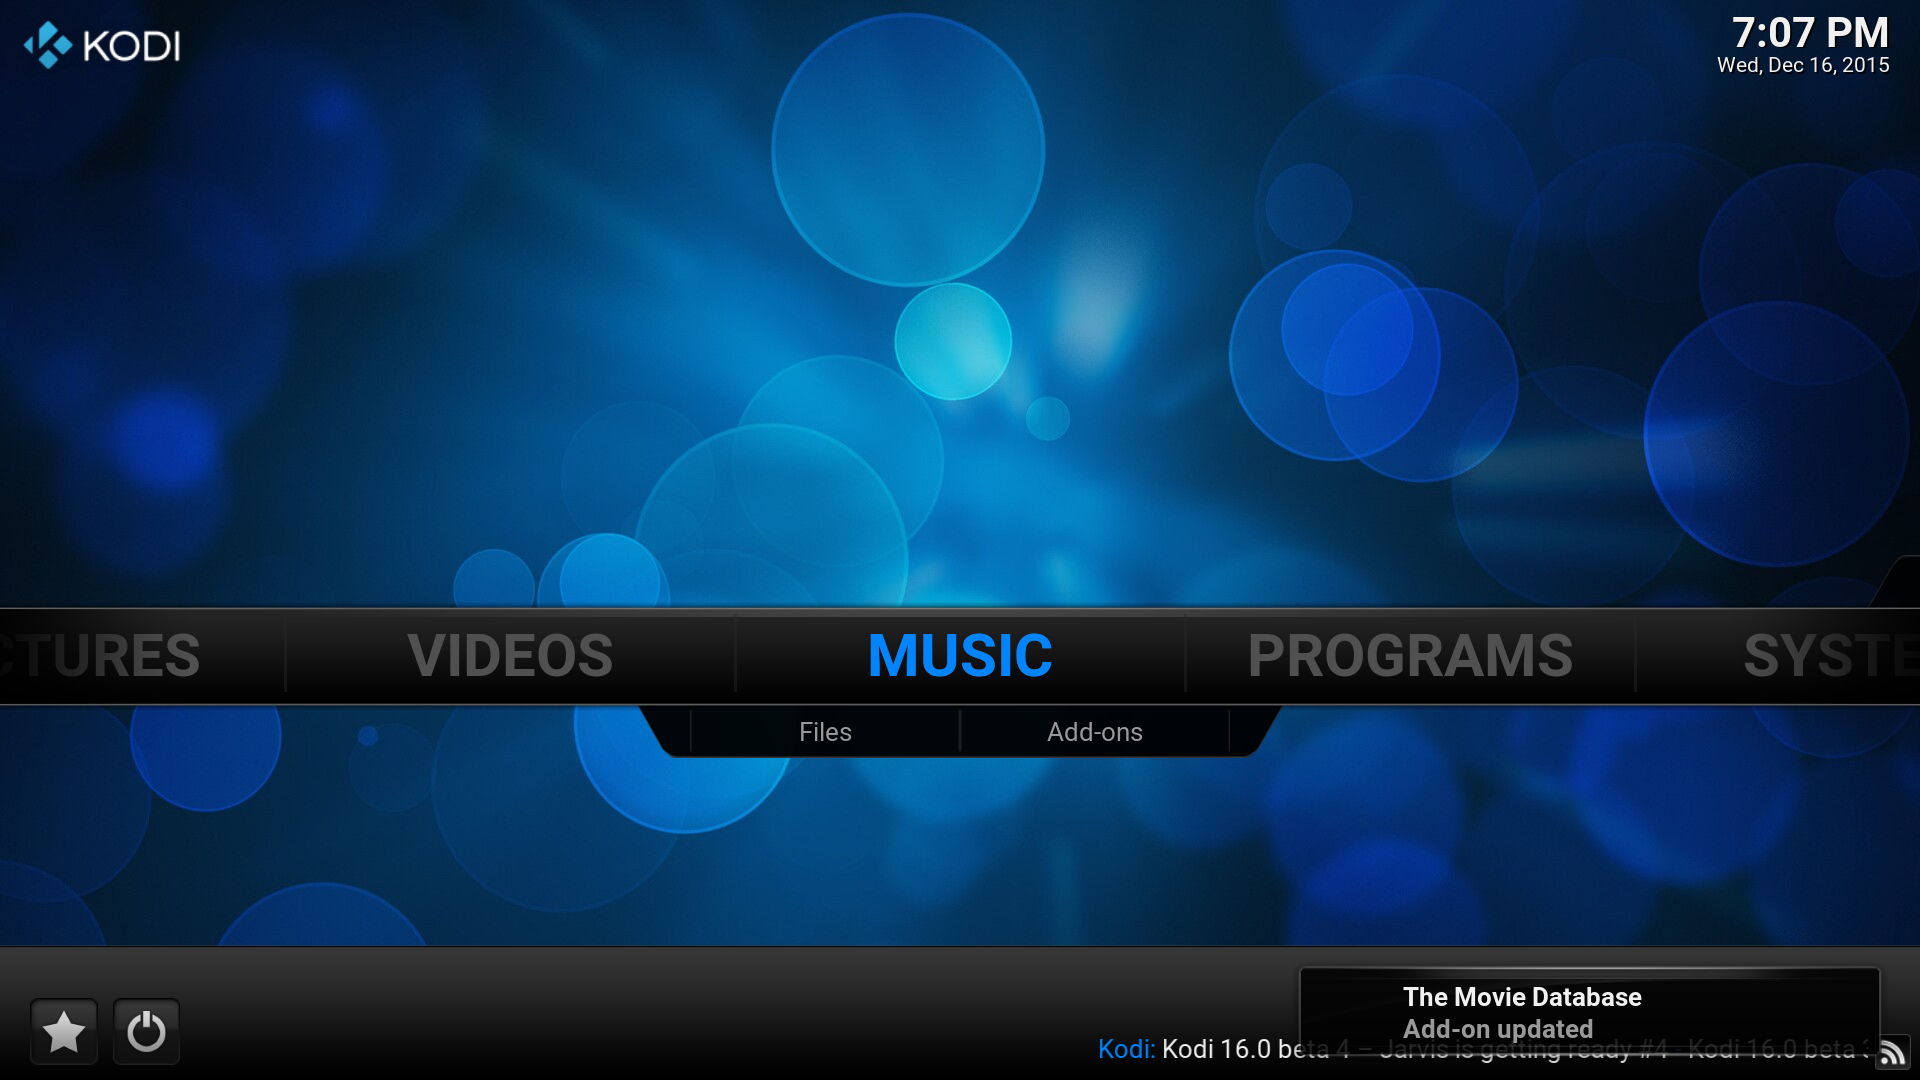 KODI
7:07 PM
Wed, Dec 16, 2015
CTURES VIDEOS MUSIC PROGRAMS SYSTE
Files Add-ons
The Movie Database
Add-on updated
Kodi: Kodi 16.0 beta 4 – Jarvis is getting ready #4 - Kodi 16.0 beta